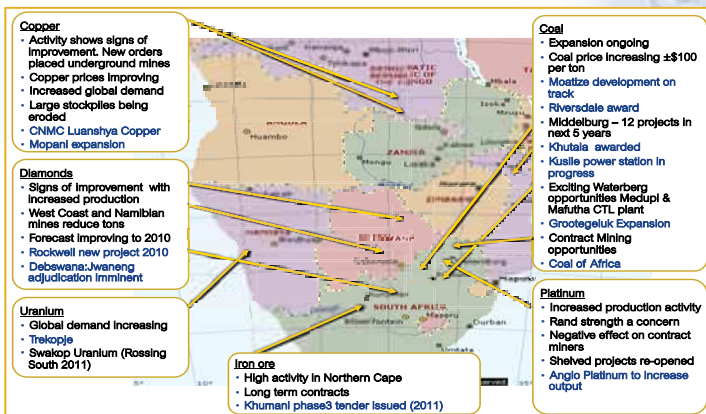 Copper
• Activity shows signs of
improvement. New orders
placed underground mines
• Copper prices improving
• Increased global demand
• Large stockpiles being
eroded
• CNMC Luanshya Copper
• Mopani expansion
Diamonds
• Signs of improvement with
increased production
• West Coast and Namibian
mines reduce tons
• Forecast improving to 2010
• Rockwell new project 2010
• Debswana:Jwaneng
adjudication imminent
Uranium
• Global demand increasing
• Trekopje
• Swakop Uranium (Rossing
South 2011)
Iron ore
• High activity in Northern Cape
• Long term contracts
• Khumani phase3 tender issued (2011)
Coal
• Expansion ongoing
• Coal price increasing ±$100
per ton
• Moatize development on
track
• Riversdale award
• Middelburg – 12 projects in
next 5 years
• Khutala awarded
• Kusile power station in
progress
• Exciting Waterberg
opportunities Medupi &
Mafutha CTL plant
• Grootegeluk Expansion
• Contract Mining
opportunities
• Coal of Africa
Platinum
• Increased production activity
• Rand strength a concern
• Negative effect on contract
miners
• Shelved projects re-opened
• Anglo Platinum to increase
output
Huambo
Mongu
Lusaka
ZAMBIA
Mbala
Isoka
SOUTH AFRICA
Maseru
Durban
Umtata